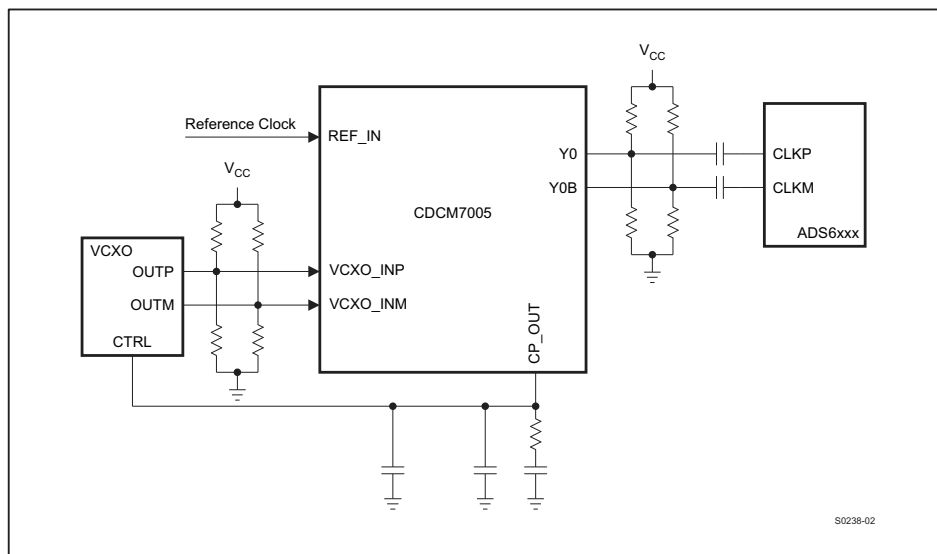 V_CC
Reference Clock
REF_IN
V_CC
Y0
CLKP
Y0B
CLKM
CDCM7005
ADS6xxx
VCXO
OUTP
VCXO_INP
OUTM
VCXO_INM
CTRL
CP_OUT
S0238-02